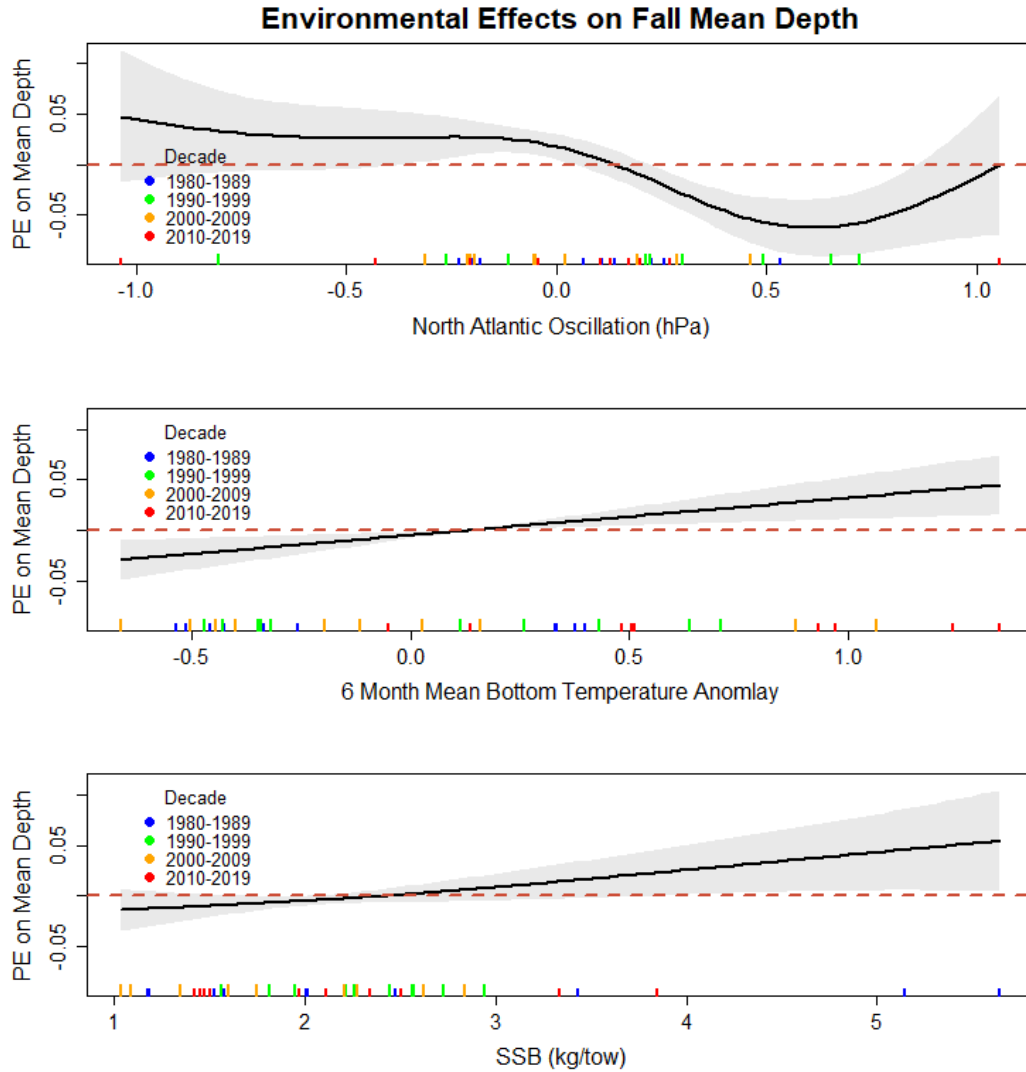 Environmental Effects on Fall Mean Depth
PE on Mean Depth
0.05
-0.05
Decade
1980-1989
1990-1999
2000-2009
2010-2019
-1.0 -0.5 0.0 0.5 1.0
North Atlantic Oscillation (hPa)
PE on Mean Depth
0.05
-0.05
Decade
1980-1989
1990-1999
2000-2009
2010-2019
-0.5 0.0 0.5 1.0
6 Month Mean Bottom Temperature Anomlay
PE on Mean Depth
0.05
-0.05
Decade
1980-1989
1990-1999
2000-2009
2010-2019
1 2 3 4 5
SSB (kg/tow)